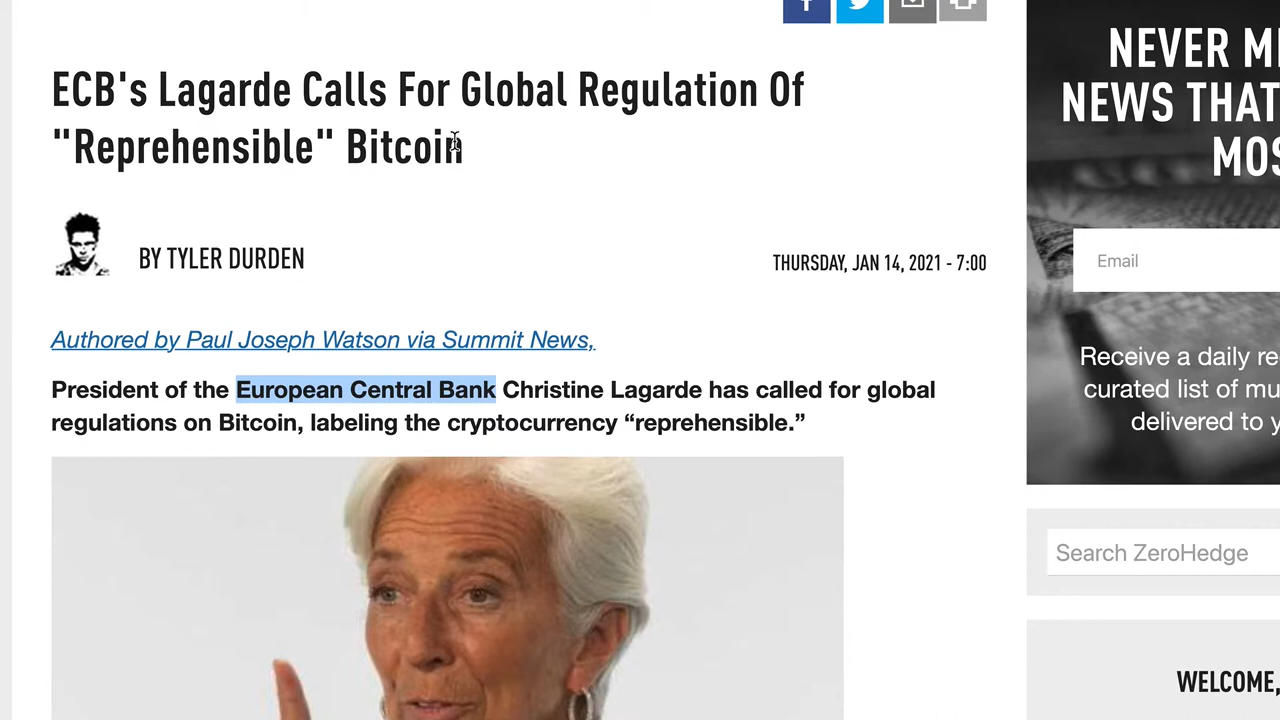 ECB's Lagarde Calls For Global Regulation Of
"Reprehensible" Bitcoin
BY TYLER DURDEN
THURSDAY, JAN 14, 2021 - 7:00
Authored by Paul Joseph Watson via Summit News,
President of the European Central Bank Christine Lagarde has called for global
regulations on Bitcoin, labeling the cryptocurrency “reprehensible.”
NEVER
NEWS THAT
Email
Receive a daily
curated list of
delivered to
Search ZeroHedge
WELCOME,